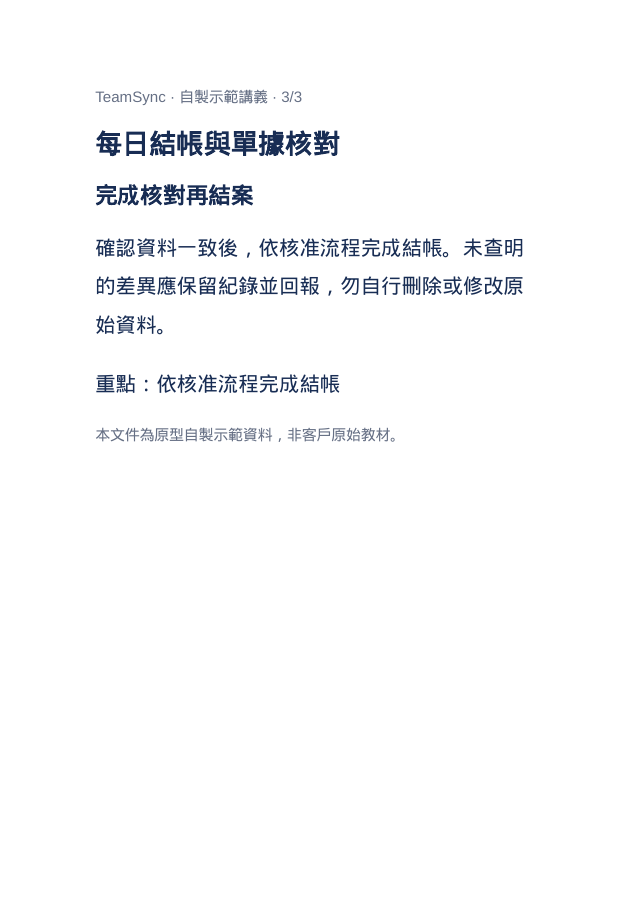 TeamSync · 自製示範講義 · 3/3
每日結帳與單據核對
完成核對再結案
確認資料一致後，依核准流程完成結帳。未查明
的差異應保留紀錄並回報，勿自行刪除或修改原
始資料。
重點：依核准流程完成結帳
本文件為原型自製示範資料，非客戶原始教材。